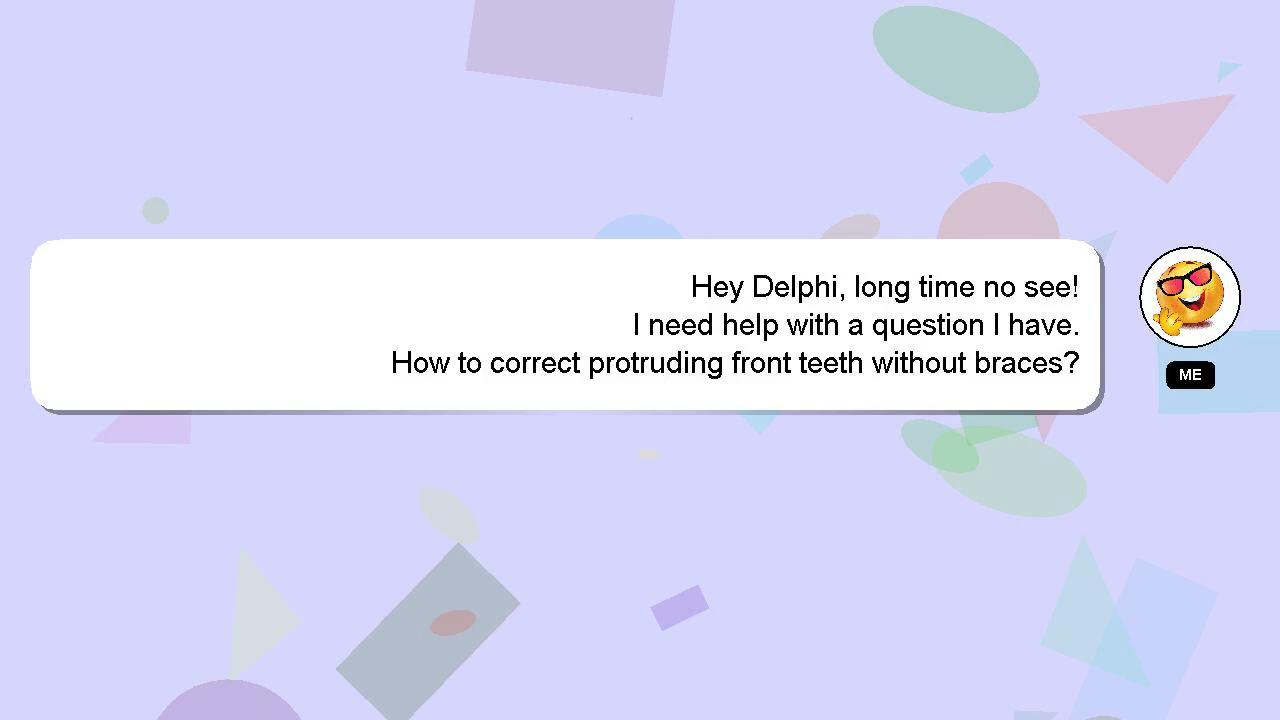 Hey Delphi, long time no see!
I need help with a question I have.
How to correct protruding front teeth without braces?
ME